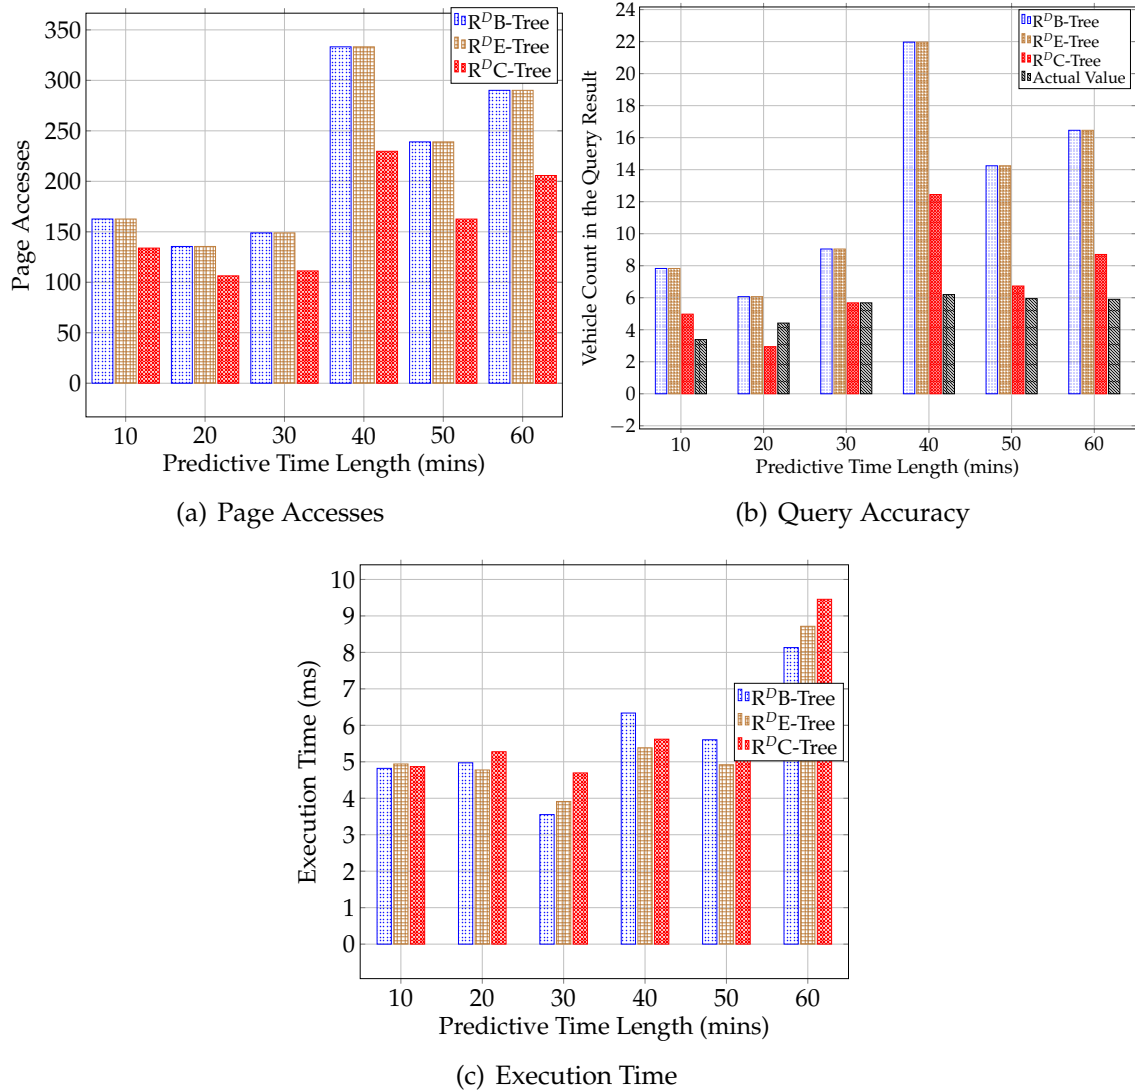 350
300
250
200
150
100
50
0
Page Accesses
R^D B-Tree
R^D E-Tree
R^D C-Tree
10 20 30 40 50 60
Predictive Time Length (mins)
(a) Page Accesses
24
22
20
18
16
14
12
10
8
6
4
2
0
−2
Vehicle Count in the Query Result
R^D B-Tree
R^D E-Tree
R^D C-Tree
Actual Value
10 20 30 40 50 60
Predictive Time Length (mins)
(b) Query Accuracy
10
9
8
7
6
5
4
3
2
1
0
Execution Time (ms)
R^D B-Tree
R^D E-Tree
R^D C-Tree
10 20 30 40 50 60
Predictive Time Length (mins)
(c) Execution Time